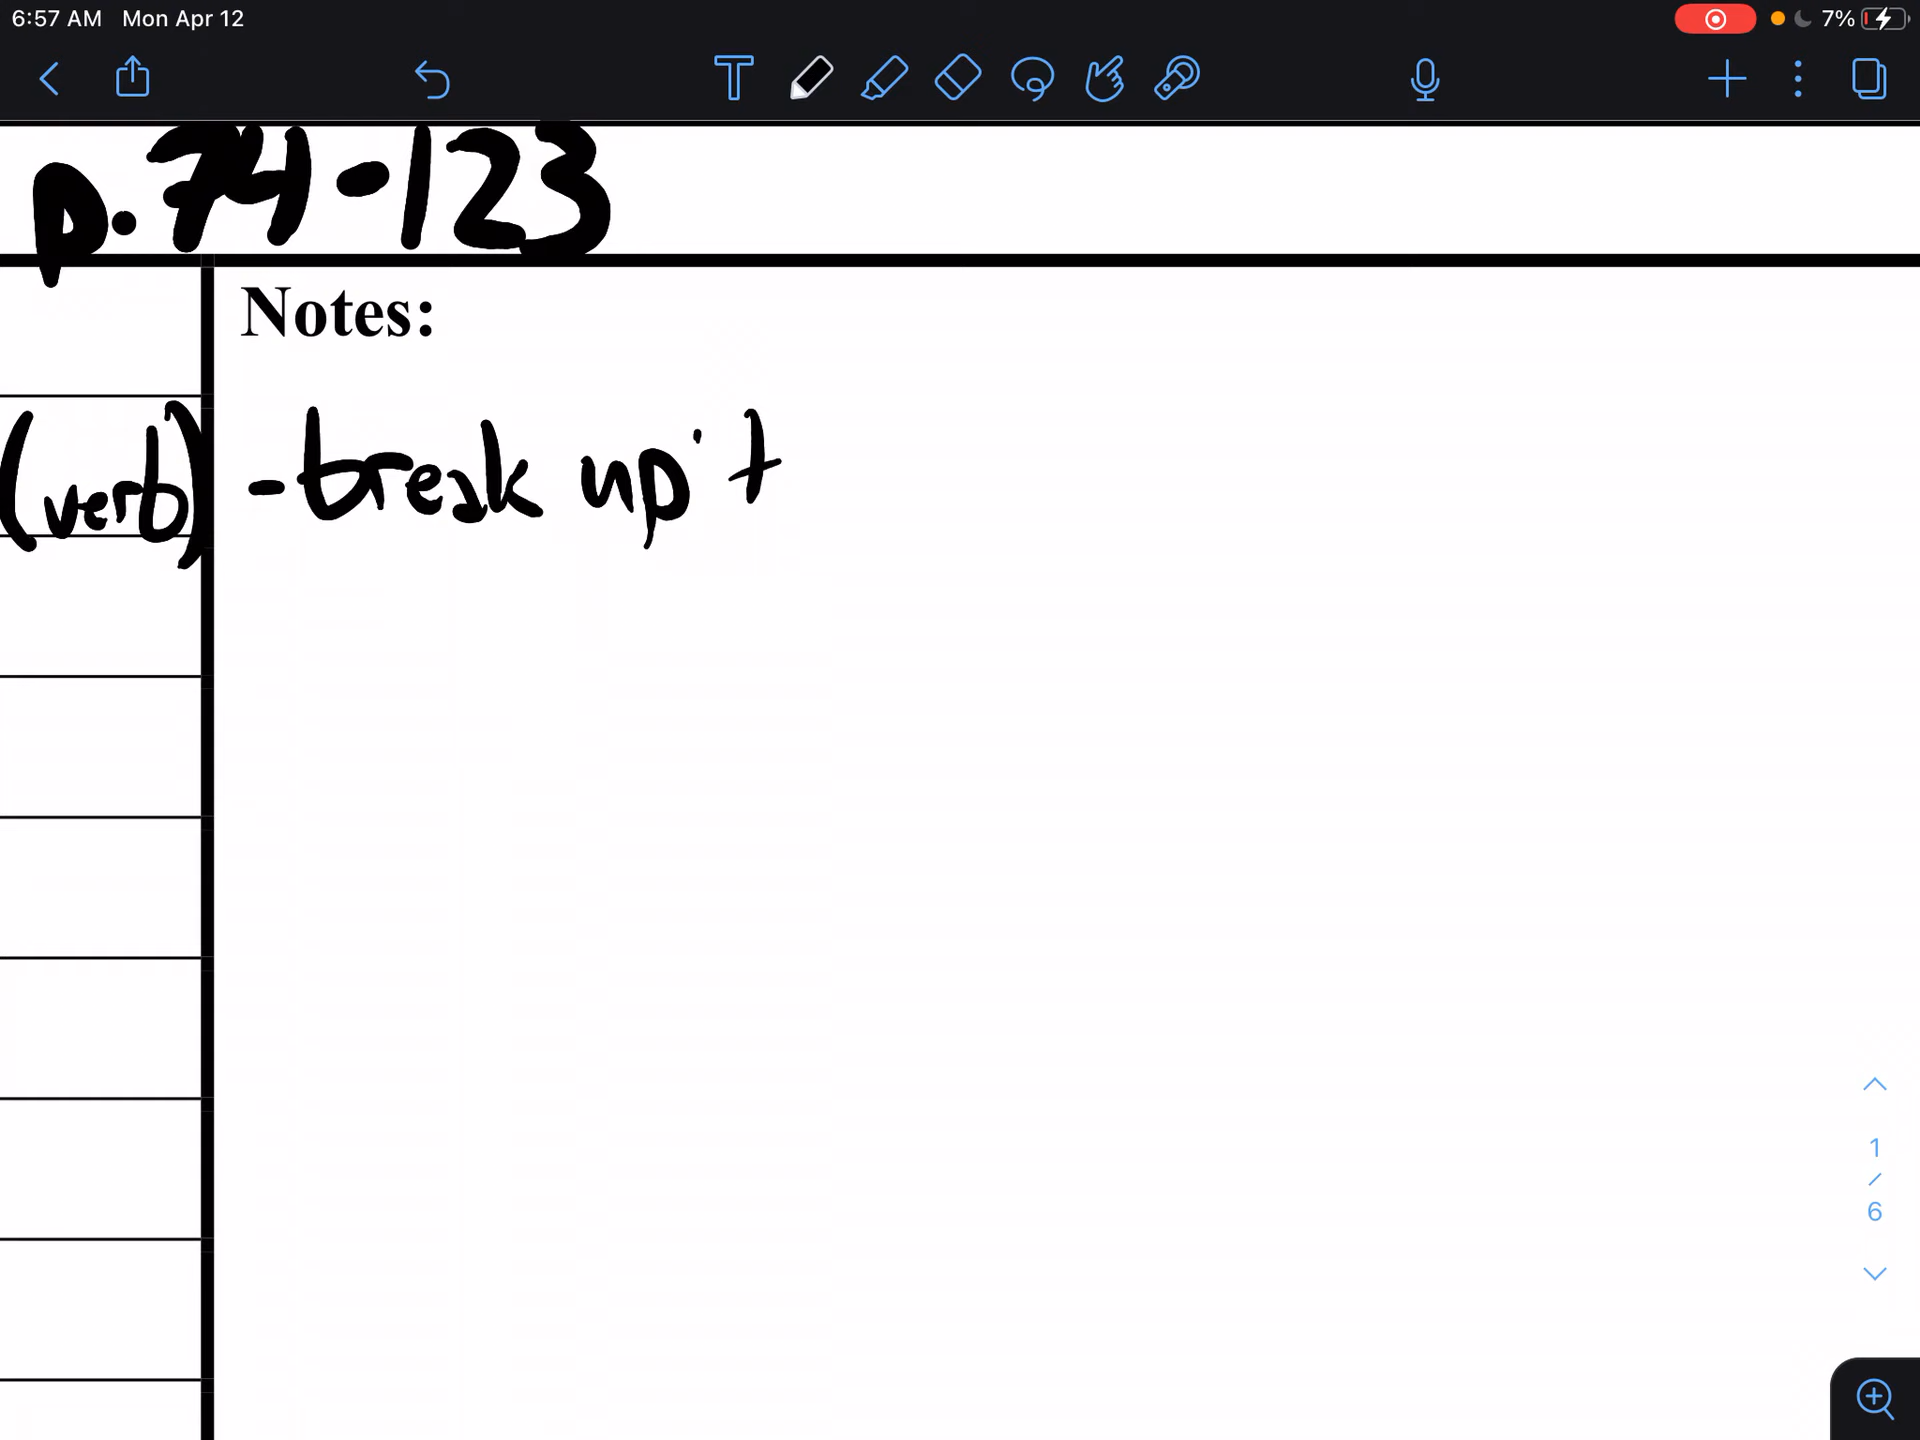 6:57 AM Mon Apr 12 7%
p.74-123
Notes:
(verb) -break up t
1
/
6